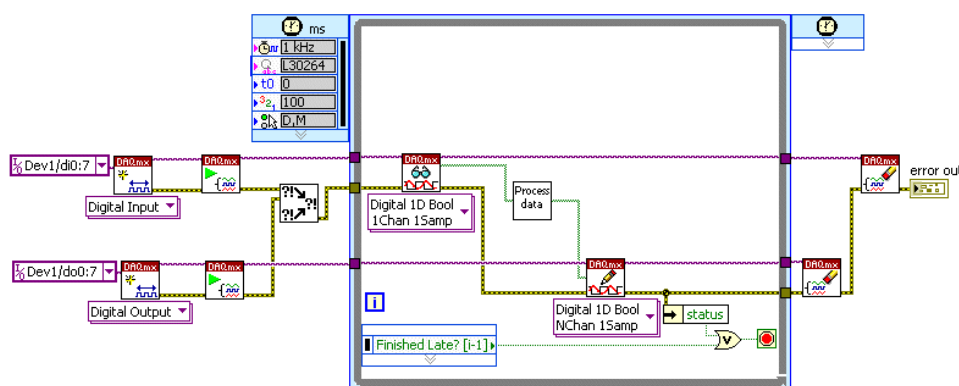 ms
1 kHz
L30264
t0 0
321 100
D,M
Dev1/di0:7
DAQmx
DAQmx
DAQmx
DAQmx
error out
Digital Input
?!
?!
?!
Digital 1D Bool
1Chan 1Samp
Process
data
Dev1/do0:7
DAQmx
DAQmx
DAQmx
DAQmx
Digital Output
i
Digital 1D Bool
NChan 1Samp
status
Finished Late? [i-1]
V